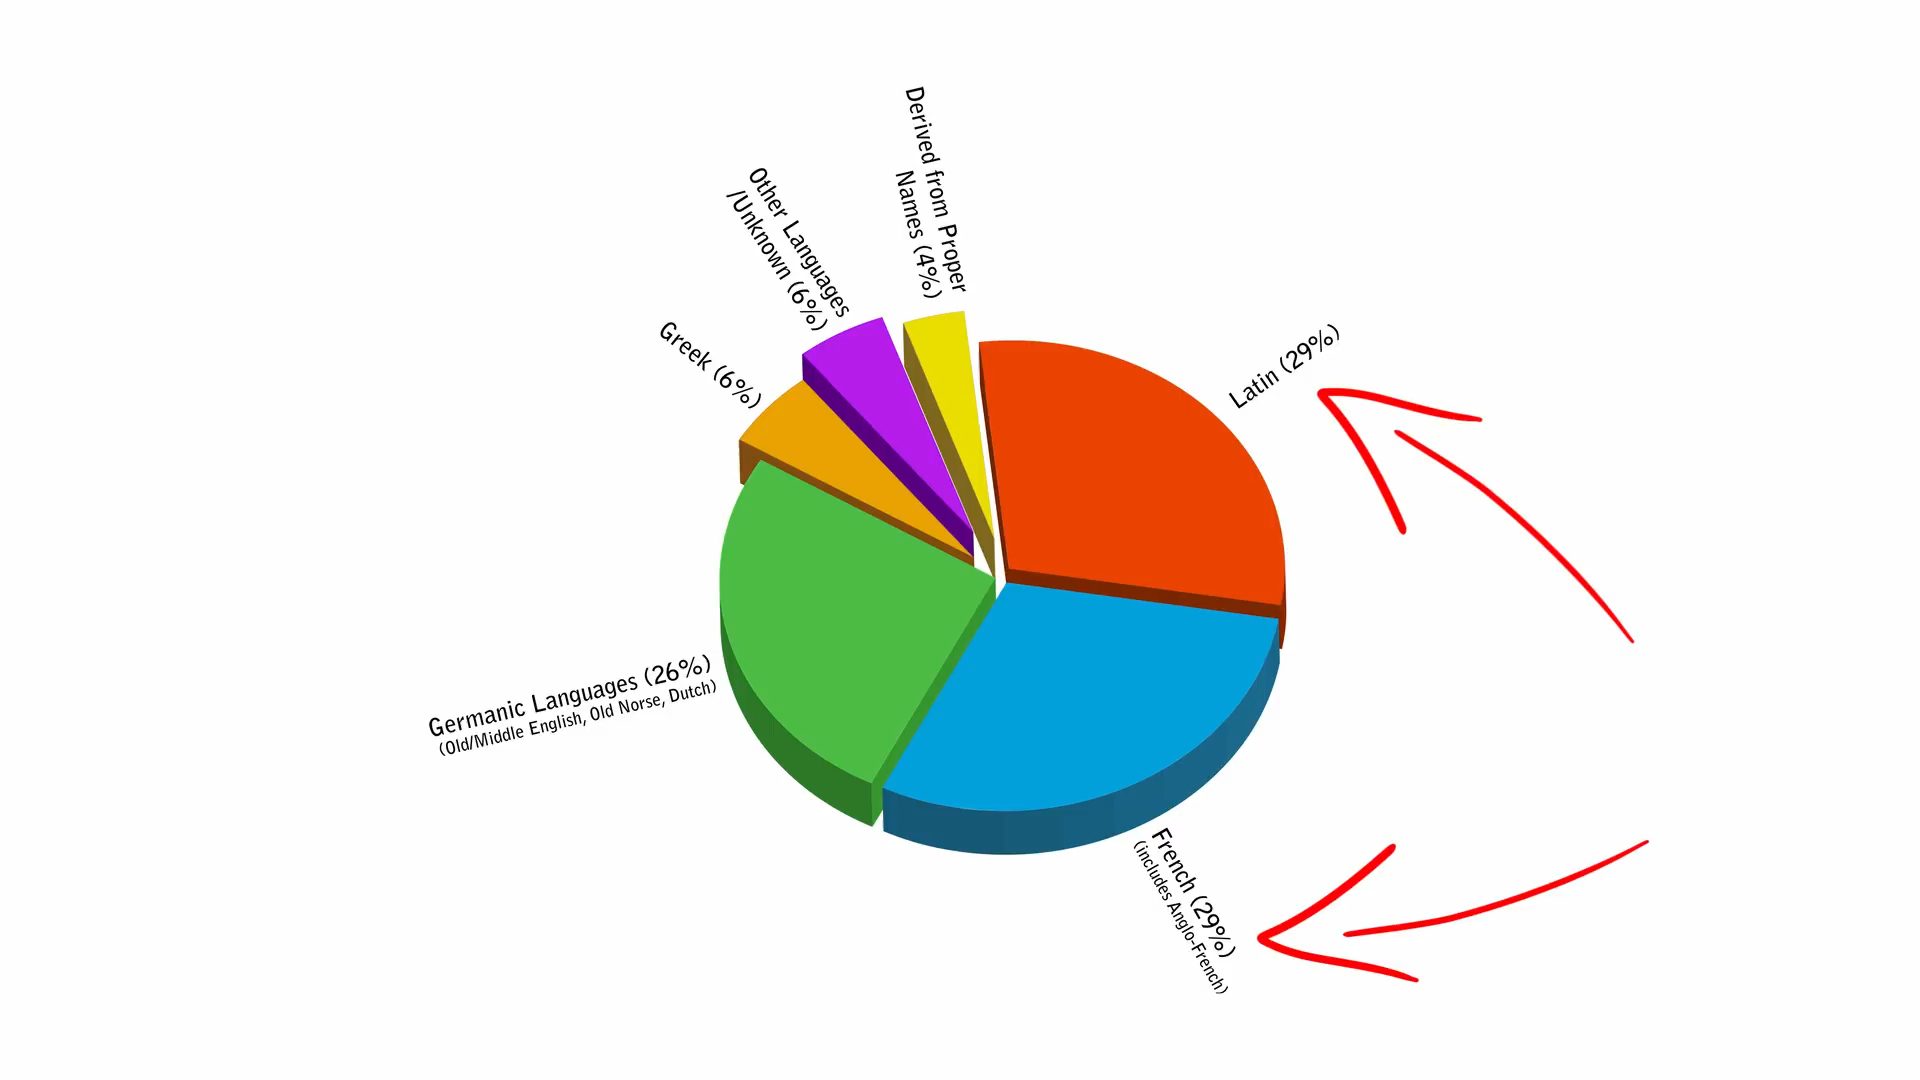 Derived from Proper
Names (4%)
Other Languages
/Unknown (6%)
Greek (6%)
Latin (29%)
Germanic Languages (26%)
(Old/Middle English, Old Norse, Dutch)
French (29%)
(includes Anglo-French)